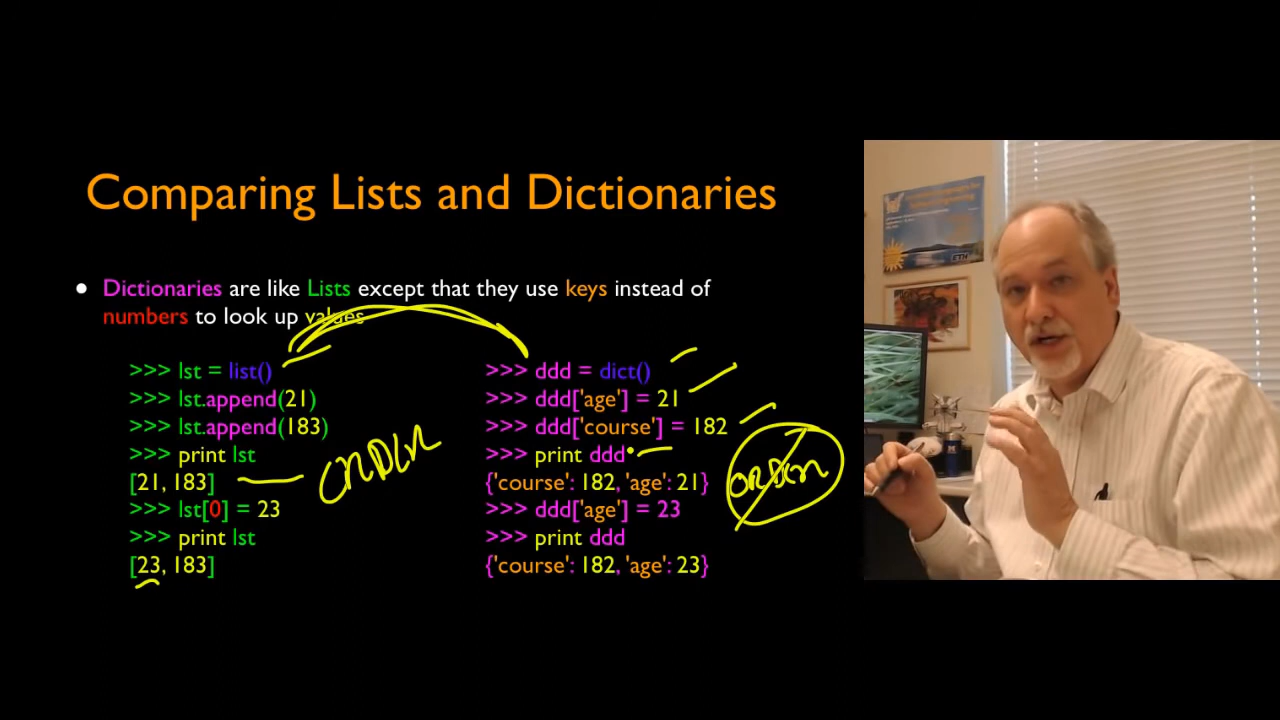 Comparing Lists and Dictionaries
● Dictionaries are like Lists except that they use keys instead of
numbers to look up values
>>> lst = list()
>>> lst.append(21)
>>> lst.append(183)
>>> print lst
[21, 183]
>>> lst[0] = 23
>>> print lst
[23, 183]
ORDER
>>> ddd = dict()
>>> ddd['age'] = 21
>>> ddd['course'] = 182
>>> print ddd
{'course': 182, 'age': 21}
>>> ddd['age'] = 23
>>> print ddd
{'course': 182, 'age': 23}
ORDER
ETH